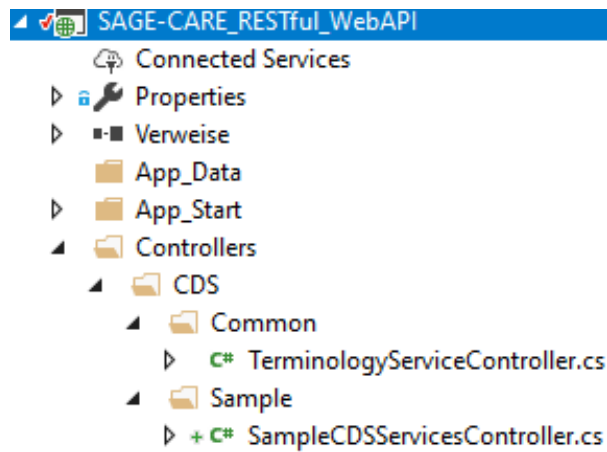 SAGE-CARE_RESTful_WebAPI
Connected Services
Properties
Verweise
App_Data
App_Start
Controllers
CDS
Common
C# TerminologyServiceController.cs
Sample
+ C# SampleCDSServicesController.cs